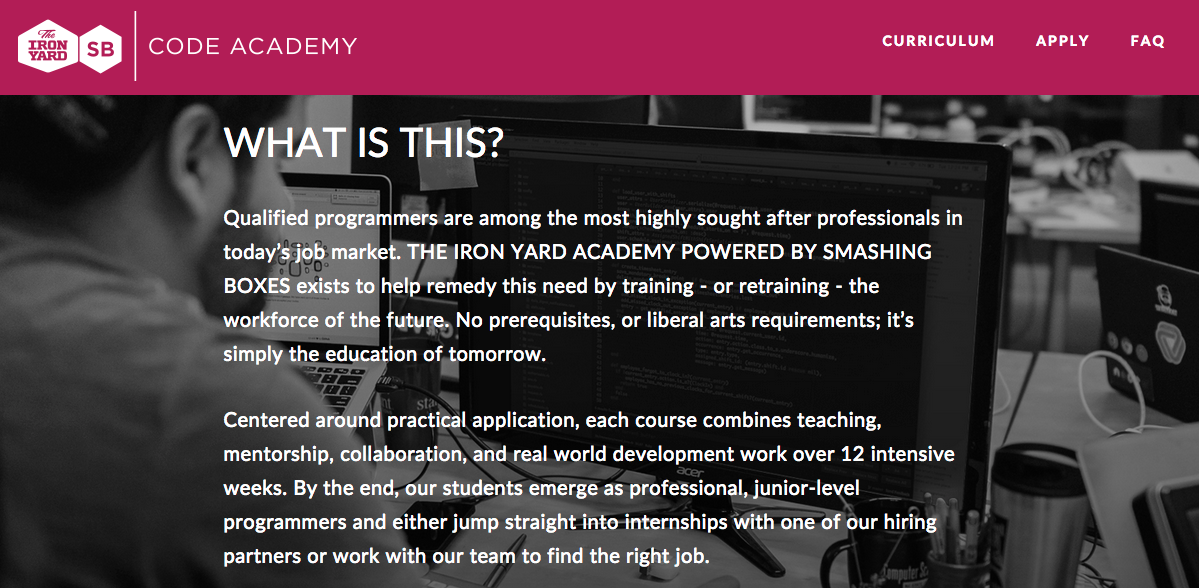 The
IRON
YARD
SB
CODE ACADEMY
CURRICULUM APPLY FAQ
WHAT IS THIS?
Qualified programmers are among the most highly sought after professionals in
today's job market. THE IRON YARD ACADEMY POWERED BY SMASHING
BOXES exists to help remedy this need by training - or retraining - the
workforce of the future. No prerequisites, or liberal arts requirements; it's
simply the education of tomorrow.
Centered around practical application, each course combines teaching,
mentorship, collaboration, and real world development work over 12 intensive
weeks. By the end, our students emerge as professional, junior-level
programmers and either jump straight into internships with one of our hiring
partners or work with our team to find the right job.
acer